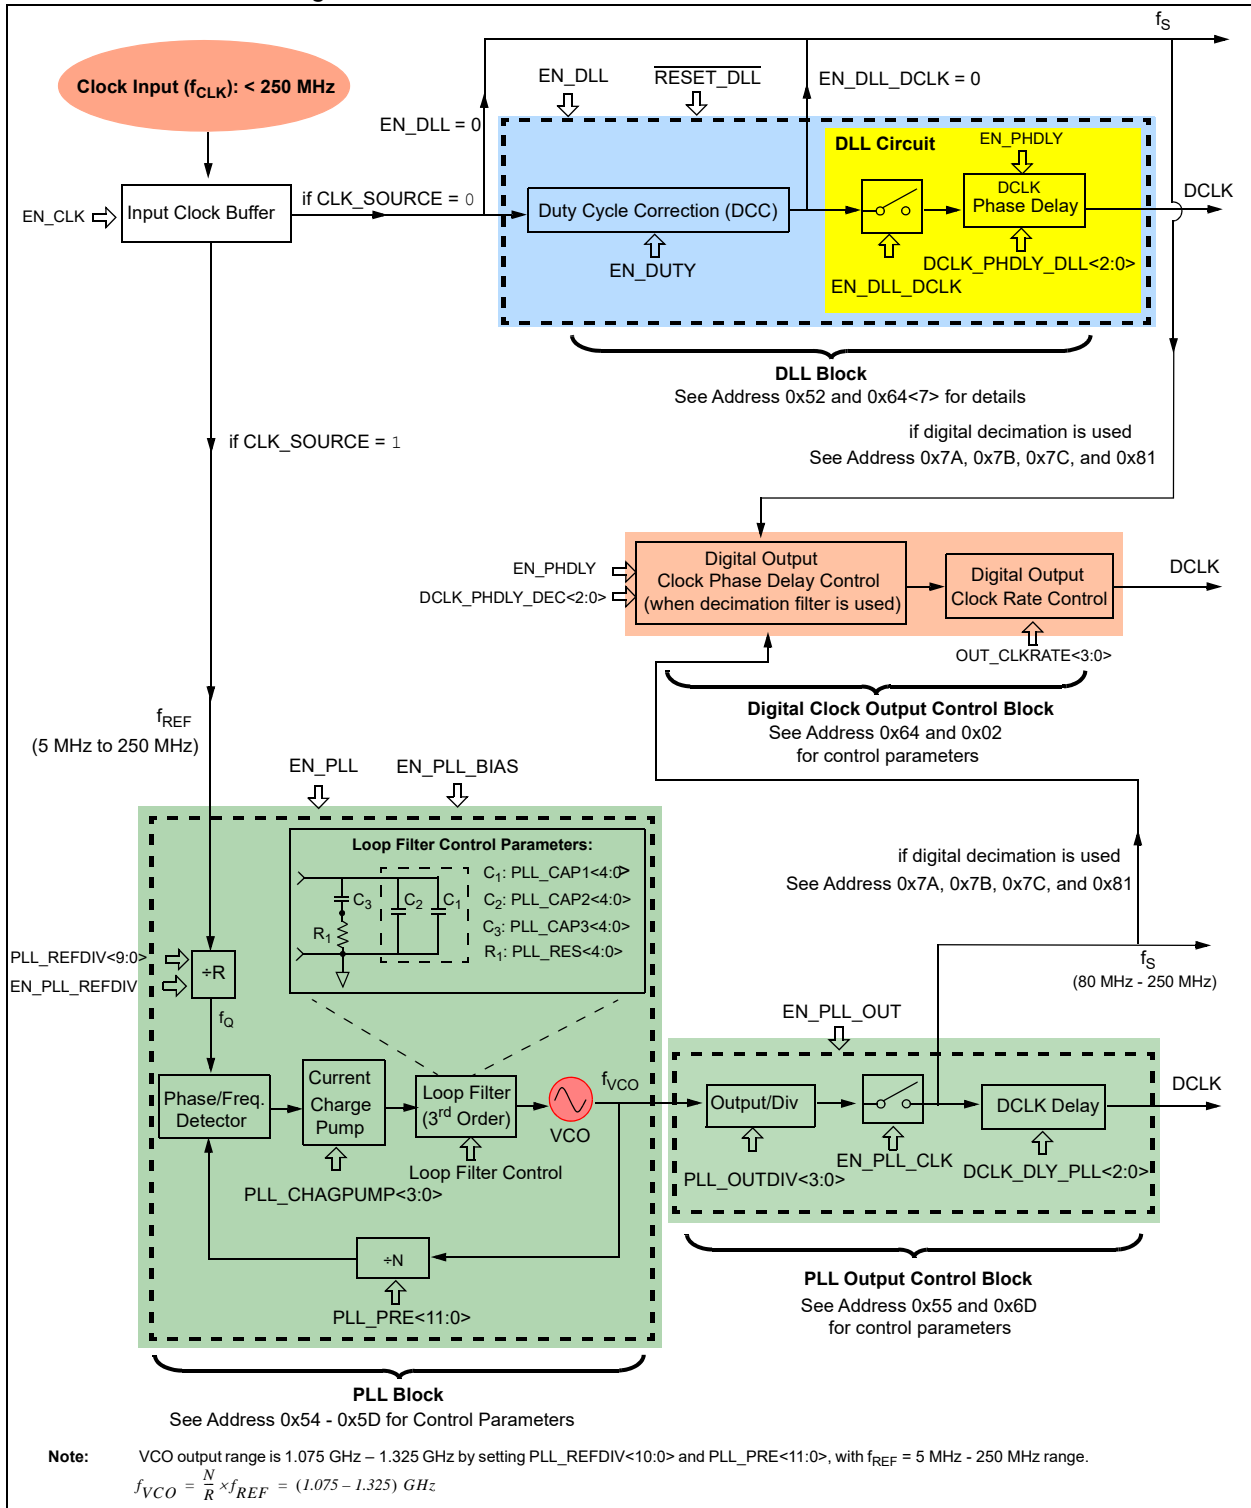 f_S
Clock Input (f_CLK): < 250 MHz
EN_DLL
RESET_DLL
EN_DLL_DCLK = 0
EN_DLL = 0
DLL Circuit
EN_PHDLY
EN_CLK
Input Clock Buffer
if CLK_SOURCE = 0
Duty Cycle Correction (DCC)
DCLK
Phase Delay
DCLK
EN_DUTY
DCLK_PHDLY_DLL<2:0>
EN_DLL_DCLK
DLL Block
See Address 0x52 and 0x64<7> for details
if CLK_SOURCE = 1
if digital decimation is used
See Address 0x7A, 0x7B, 0x7C, and 0x81
EN_PHDLY
DCLK_PHDLY_DEC<2:0>
Digital Output
Clock Phase Delay Control
(when decimation filter is used)
Digital Output
Clock Rate Control
DCLK
OUT_CLKRATE<3:0>
Digital Clock Output Control Block
See Address 0x64 and 0x02
for control parameters
f_REF
(5 MHz to 250 MHz)
EN_PLL
EN_PLL_BIAS
Loop Filter Control Parameters:
C1: PLL_CAP1<4:0>
C2: PLL_CAP2<4:0>
C3: PLL_CAP3<4:0>
R1: PLL_RES<4:0>
C3
C2
C1
R1
if digital decimation is used
See Address 0x7A, 0x7B, 0x7C, and 0x81
PLL_REFDIV<9:0>
EN_PLL_REFDIV
÷R
f_Q
f_S
(80 MHz - 250 MHz)
EN_PLL_OUT
Phase/Freq.
Detector
Current
Charge
Pump
Loop Filter
(3rd Order)
VCO
f_VCO
Output/Div
DCLK Delay
DCLK
PLL_CHAGPUMP<3:0>
Loop Filter Control
PLL_OUTDIV<3:0>
EN_PLL_CLK
DCLK_DLY_PLL<2:0>
÷N
PLL_PRE<11:0>
PLL Output Control Block
See Address 0x55 and 0x6D
for control parameters
PLL Block
See Address 0x54 - 0x5D for Control Parameters
Note: VCO output range is 1.075 GHz – 1.325 GHz by setting PLL_REFDIV<10:0> and PLL_PRE<11:0>, with f_REF = 5 MHz - 250 MHz range.
f_VCO = N/R × f_REF = (1.075 – 1.325) GHz